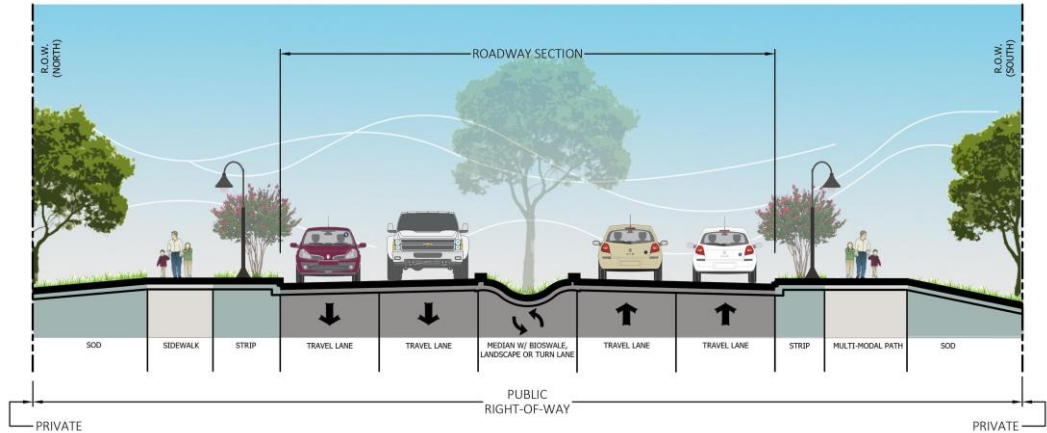 ROADWAY SECTION
R.O.W.
(NORTH)
R.O.W.
(SOUTH)
SOD
SIDEWALK
STRIP
TRAVEL LANE
TRAVEL LANE
MEDIAN W/ BIOSWALE,
LANDSCAPE OR TURN LANE
TRAVEL LANE
TRAVEL LANE
STRIP
MULTI-MODAL PATH
SOD
PUBLIC
RIGHT-OF-WAY
PRIVATE
PRIVATE